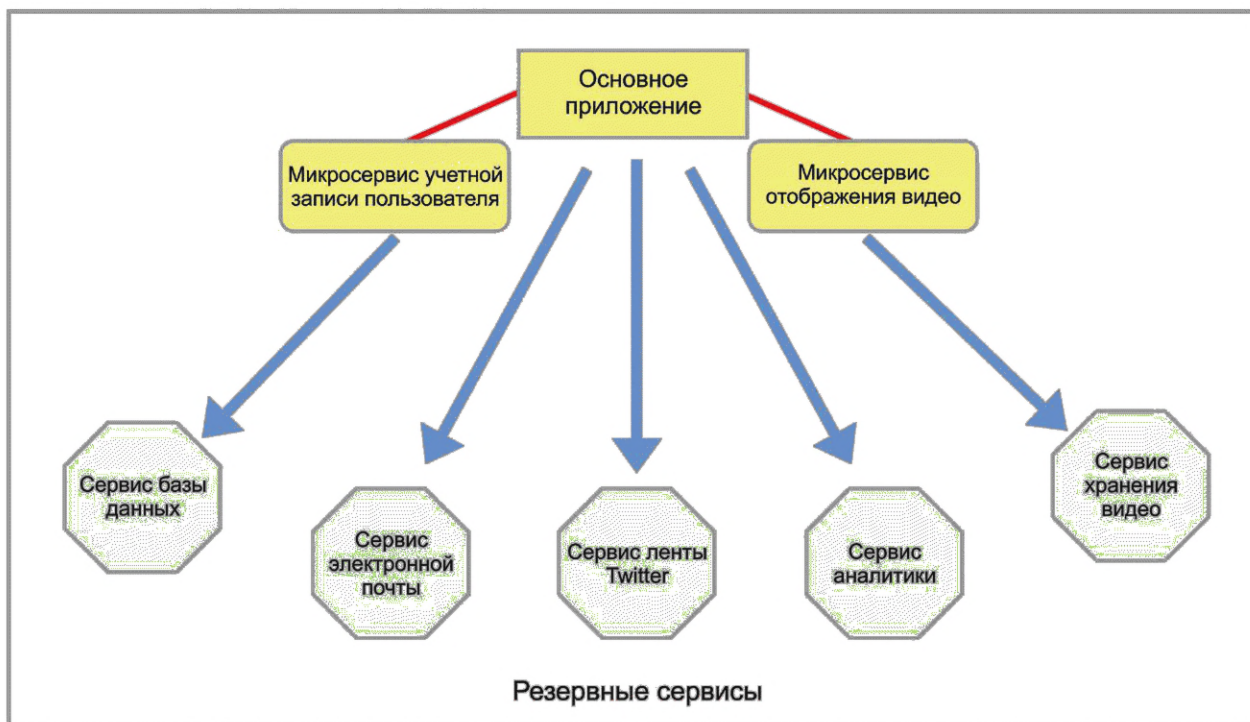 Основное
приложение
Микросервис учетной
записи пользователя
Микросервис
отображения видео
Сервис базы
данных
Сервис
электронной
почты
Сервис ленты
Twitter
Сервис
аналитики
Сервис
хранения
видео
Резервные сервисы